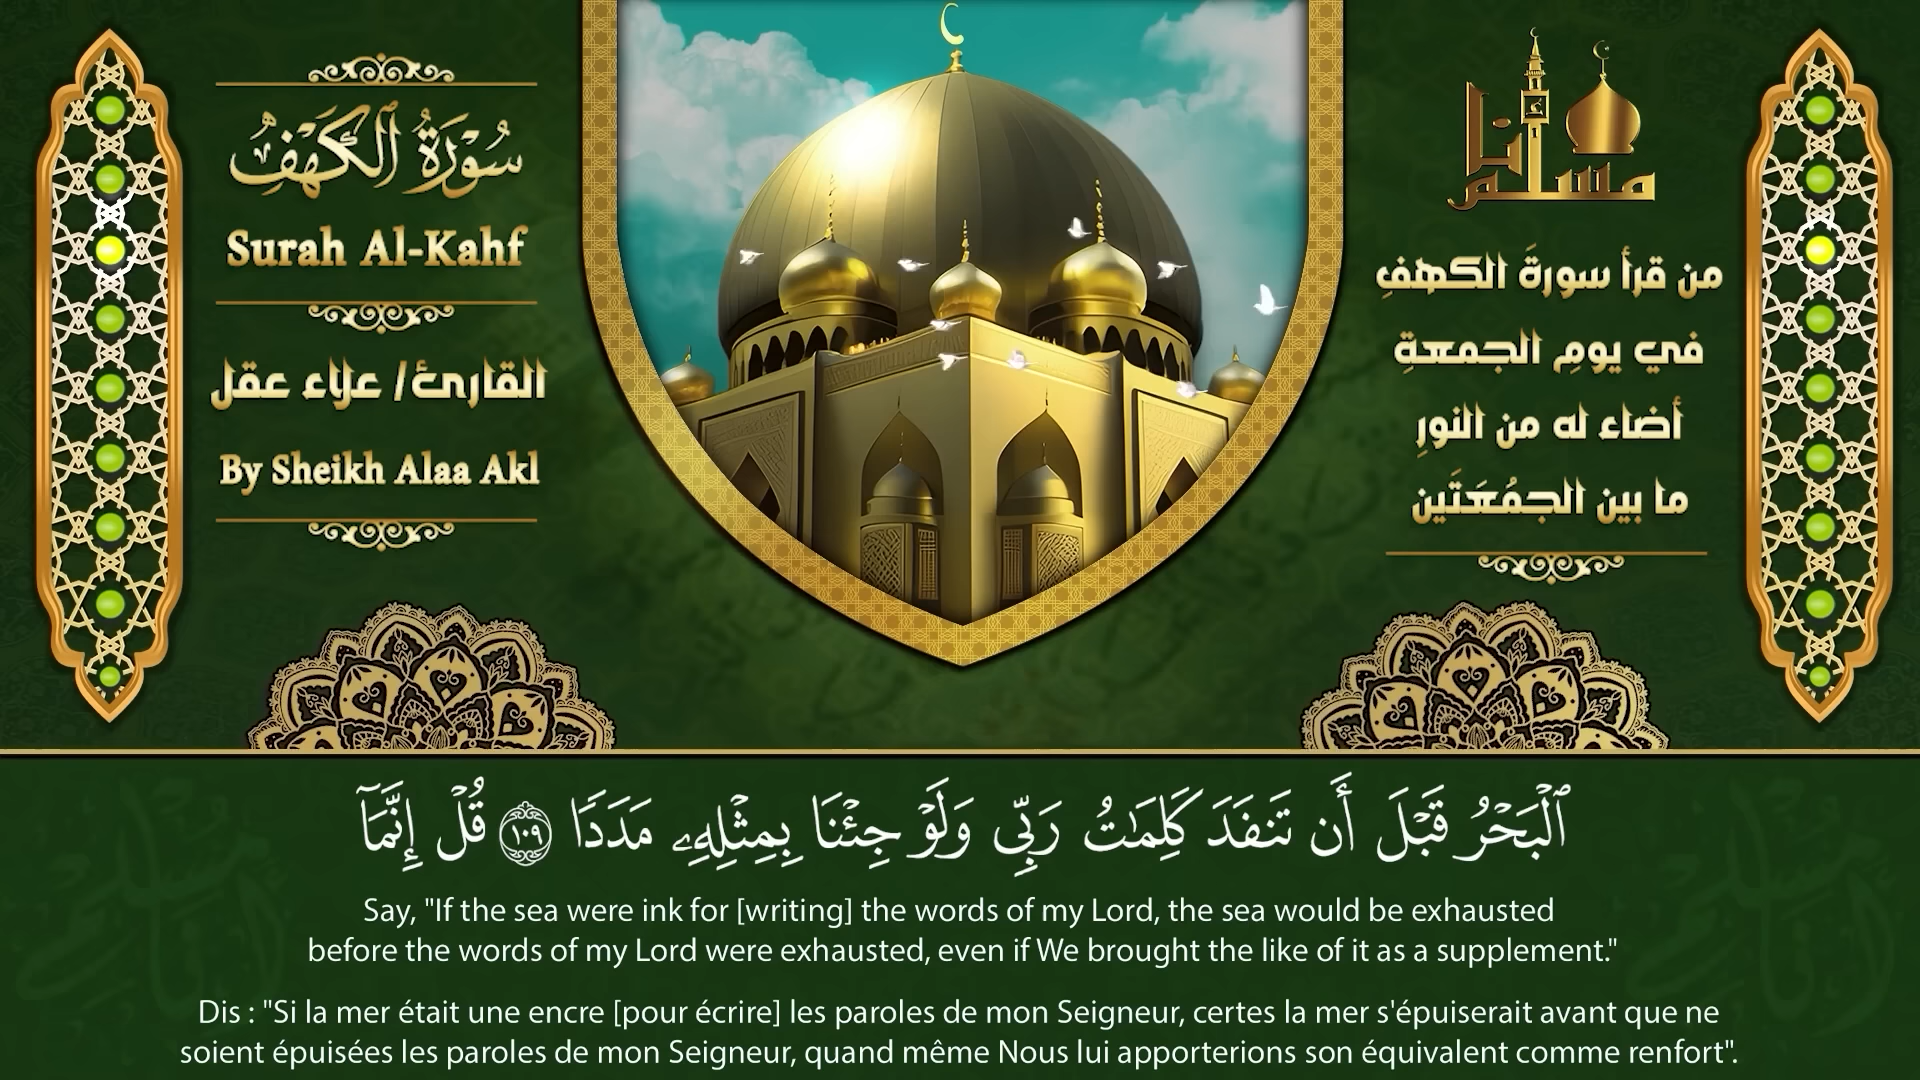 سُوْرَةُ الْكَهْفِ
Surah Al-Kahf
القارئ/ علاء عقل
By Sheikh Alaa Akl
أنا
مسلم
من قرأ سورةَ الكهفِ
في يومِ الجمعةِ
أضاء له من النورِ
ما بين الجمُعَتَين
ٱلۡبَحۡرُ قَبۡلَ أَن تَنفَدَ كَلِمَٰتُ رَبِّي وَلَوۡ جِئۡنَا بِمِثۡلِهِۦ مَدَدٗا ١٠٩ قُلۡ إِنَّمَآ
Say, "If the sea were ink for [writing] the words of my Lord, the sea would be exhausted
before the words of my Lord were exhausted, even if We brought the like of it as a supplement."
Dis : "Si la mer était une encre [pour écrire] les paroles de mon Seigneur, certes la mer s'épuiserait avant que ne
soient épuisées les paroles de mon Seigneur, quand même Nous lui apporterions son équivalent comme renfort".